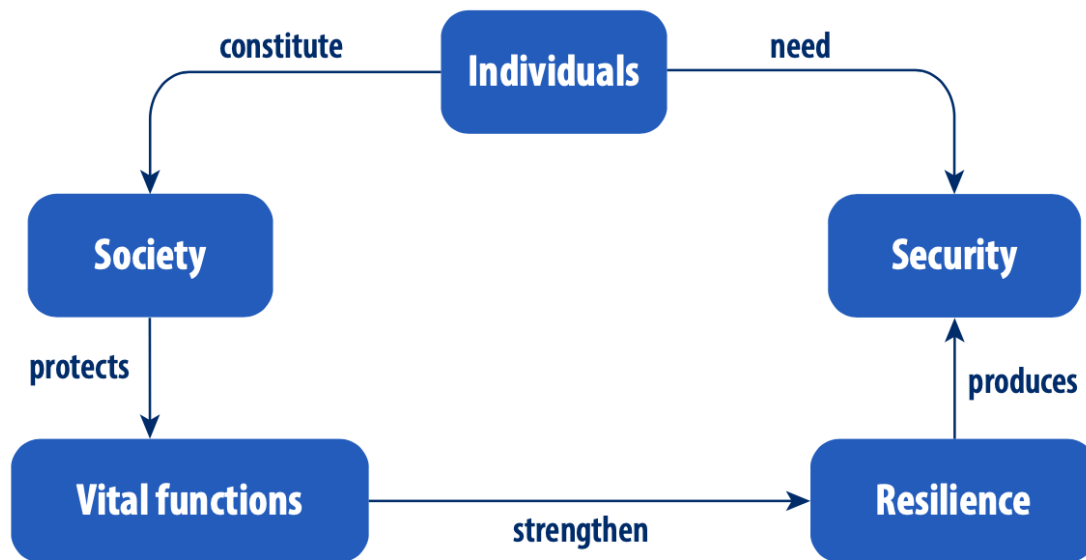 constitute
Individuals
need
Society
Security
protects
produces
Vital functions
strengthen
Resilience